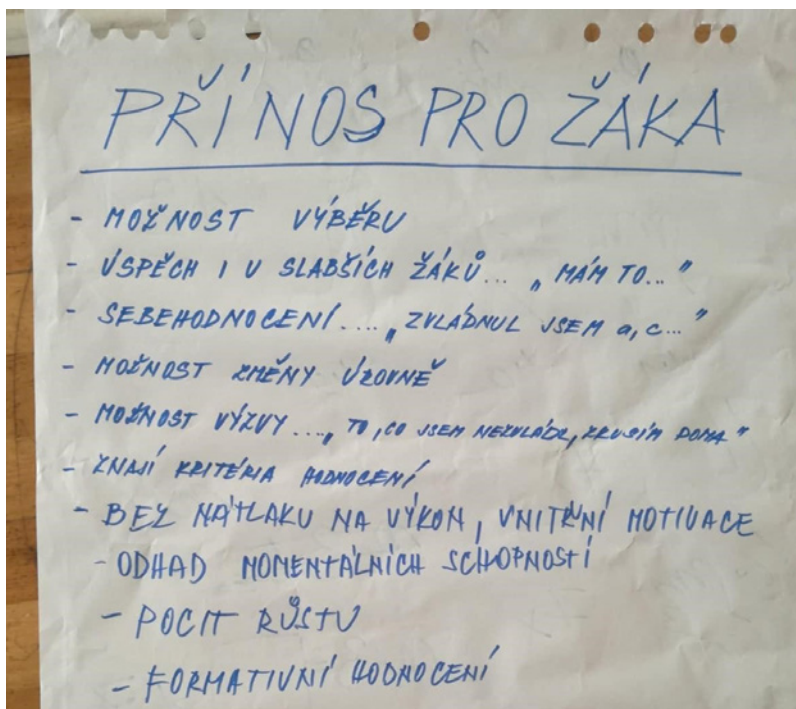 PŘÍNOS PRO ŽÁKA
- MOŽNOST VÝBĚRU
- ÚSPĚCH I U SLABŠÍCH ŽÁKŮ... „MÁM TO..."
- SEBEHODNOCENÍ....„ZVLÁDNUL JSEM a, c..."
- MOŽNOST ZMĚNY ÚROVNĚ
- MOŽNOST VÝZVY...„TO, CO JSEM NEZVLÁDL, ZKUSÍM DOMA"
- ZNAJÍ KRITÉRIA HODNOCENÍ
- BEZ NÁTLAKU NA VÝKON, VNITŘNÍ MOTIVACE
- ODHAD MOMENTÁLNÍCH SCHOPNOSTÍ
- POCIT RŮSTU
- FORMATIVNÍ HODNOCENÍ